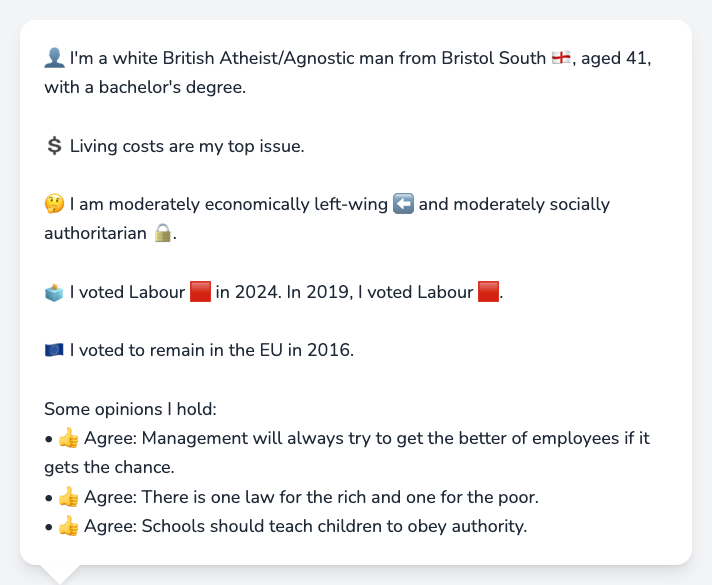 👤 I'm a white British Atheist/Agnostic man from Bristol South 🏴󠁧󠁢󠁥󠁮󠁧󠁿, aged 41,
with a bachelor's degree.
💲 Living costs are my top issue.
🤔 I am moderately economically left-wing ⬅️ and moderately socially
authoritarian 🔒.
🗳️ I voted Labour 🟥 in 2024. In 2019, I voted Labour 🟥.
🇪🇺 I voted to remain in the EU in 2016.
Some opinions I hold:
• 👍 Agree: Management will always try to get the better of employees if it
gets the chance.
• 👍 Agree: There is one law for the rich and one for the poor.
• 👍 Agree: Schools should teach children to obey authority.